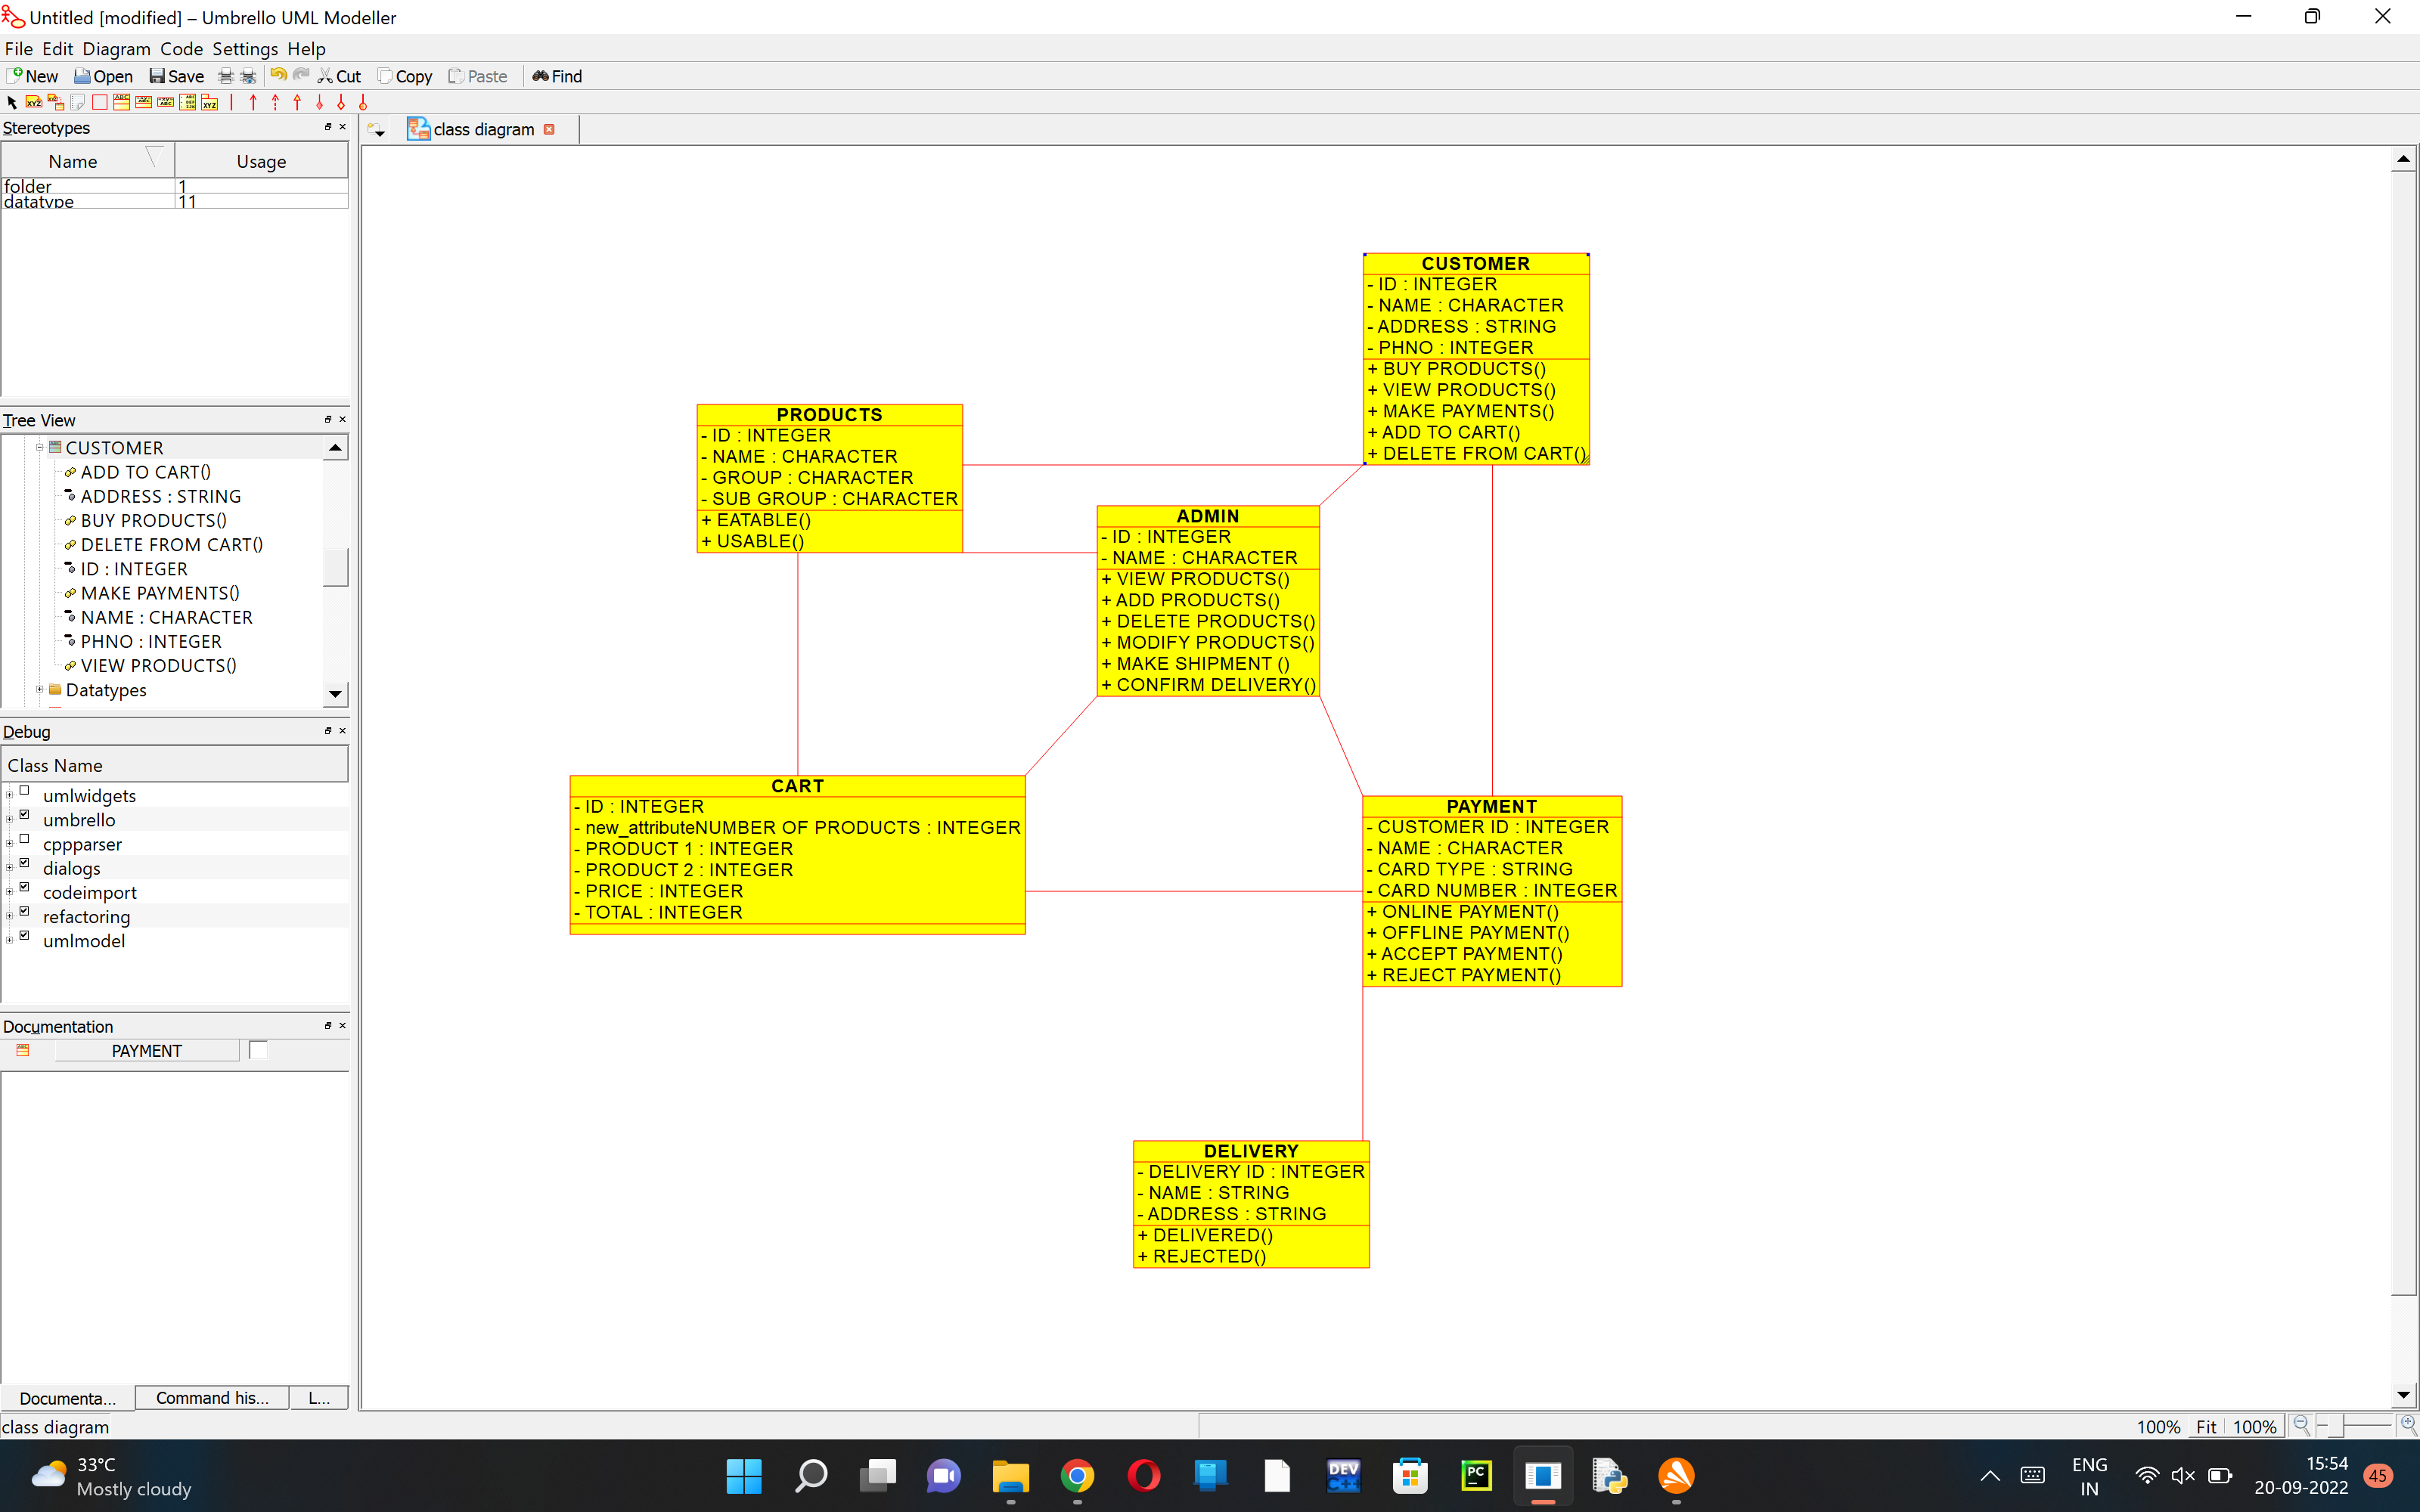 Untitled [modified] – Umbrello UML Modeller
File Edit Diagram Code Settings Help
New Open Save Cut Copy Paste Find
Stereotypes
Name Usage
folder 1
datatype 11
Tree View
CUSTOMER
ADD TO CART()
ADDRESS : STRING
BUY PRODUCTS()
DELETE FROM CART()
ID : INTEGER
MAKE PAYMENTS()
NAME : CHARACTER
PHNO : INTEGER
VIEW PRODUCTS()
Datatypes
Debug
Class Name
umlwidgets
umbrello
cppparser
dialogs
codeimport
refactoring
umlmodel
Documentation
PAYMENT
Documenta... Command his... L...
class diagram
class diagram
CUSTOMER
- ID : INTEGER
- NAME : CHARACTER
- ADDRESS : STRING
- PHNO : INTEGER
+ BUY PRODUCTS()
+ VIEW PRODUCTS()
+ MAKE PAYMENTS()
+ ADD TO CART()
+ DELETE FROM CART()
PRODUCTS
- ID : INTEGER
- NAME : CHARACTER
- GROUP : CHARACTER
- SUB GROUP : CHARACTER
+ EATABLE()
+ USABLE()
ADMIN
- ID : INTEGER
- NAME : CHARACTER
+ VIEW PRODUCTS()
+ ADD PRODUCTS()
+ DELETE PRODUCTS()
+ MODIFY PRODUCTS()
+ MAKE SHIPMENT ()
+ CONFIRM DELIVERY()
CART
- ID : INTEGER
- new_attributeNUMBER OF PRODUCTS : INTEGER
- PRODUCT 1 : INTEGER
- PRODUCT 2 : INTEGER
- PRICE : INTEGER
- TOTAL : INTEGER
PAYMENT
- CUSTOMER ID : INTEGER
- NAME : CHARACTER
- CARD TYPE : STRING
- CARD NUMBER : INTEGER
+ ONLINE PAYMENT()
+ OFFLINE PAYMENT()
+ ACCEPT PAYMENT()
+ REJECT PAYMENT()
DELIVERY
- DELIVERY ID : INTEGER
- NAME : STRING
- ADDRESS : STRING
+ DELIVERED()
+ REJECTED()
100% Fit 100%
33°C
Mostly cloudy
DEV
C++
PC
ENG
IN
15:54
20-09-2022
45